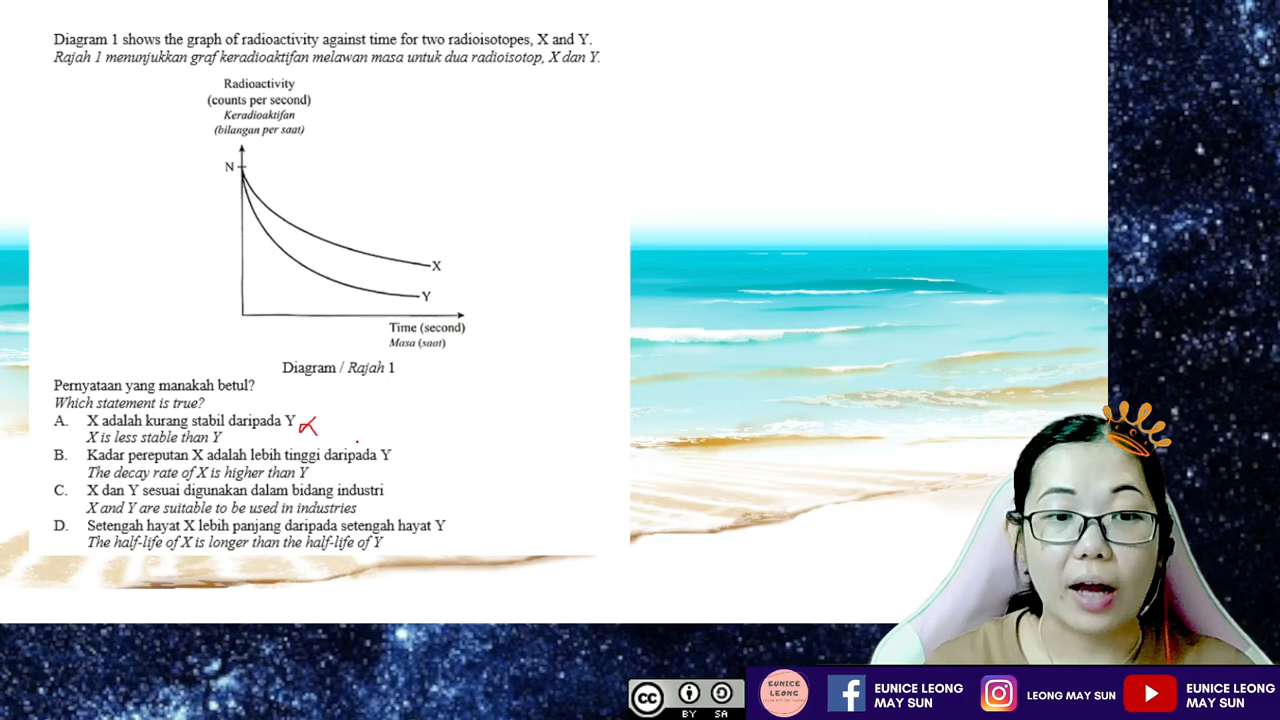 Diagram 1 shows the graph of radioactivity against time for two radioisotopes, X and Y.
Rajah 1 menunjukkan graf keradioaktifan melawan masa untuk dua radioisotop, X dan Y.
Radioactivity
(counts per second)
Keradioaktifan
(bilangan per saat)
N
X
Y
Time (second)
Masa (saat)
Diagram / Rajah 1
Pernyataan yang manakah betul?
Which statement is true?
A. X adalah kurang stabil daripada Y
X is less stable than Y
B. Kadar pereputan X adalah lebih tinggi daripada Y
The decay rate of X is higher than Y
C. X dan Y sesuai digunakan dalam bidang industri
X and Y are suitable to be used in industries
D. Setengah hayat X lebih panjang daripada setengah hayat Y
The half-life of X is longer than the half-life of Y
cc
BY SA
EUNICE
LEONG
EUNICE LEONG
MAY SUN
LEONG MAY SUN
EUNICE LEONG
MAY SUN